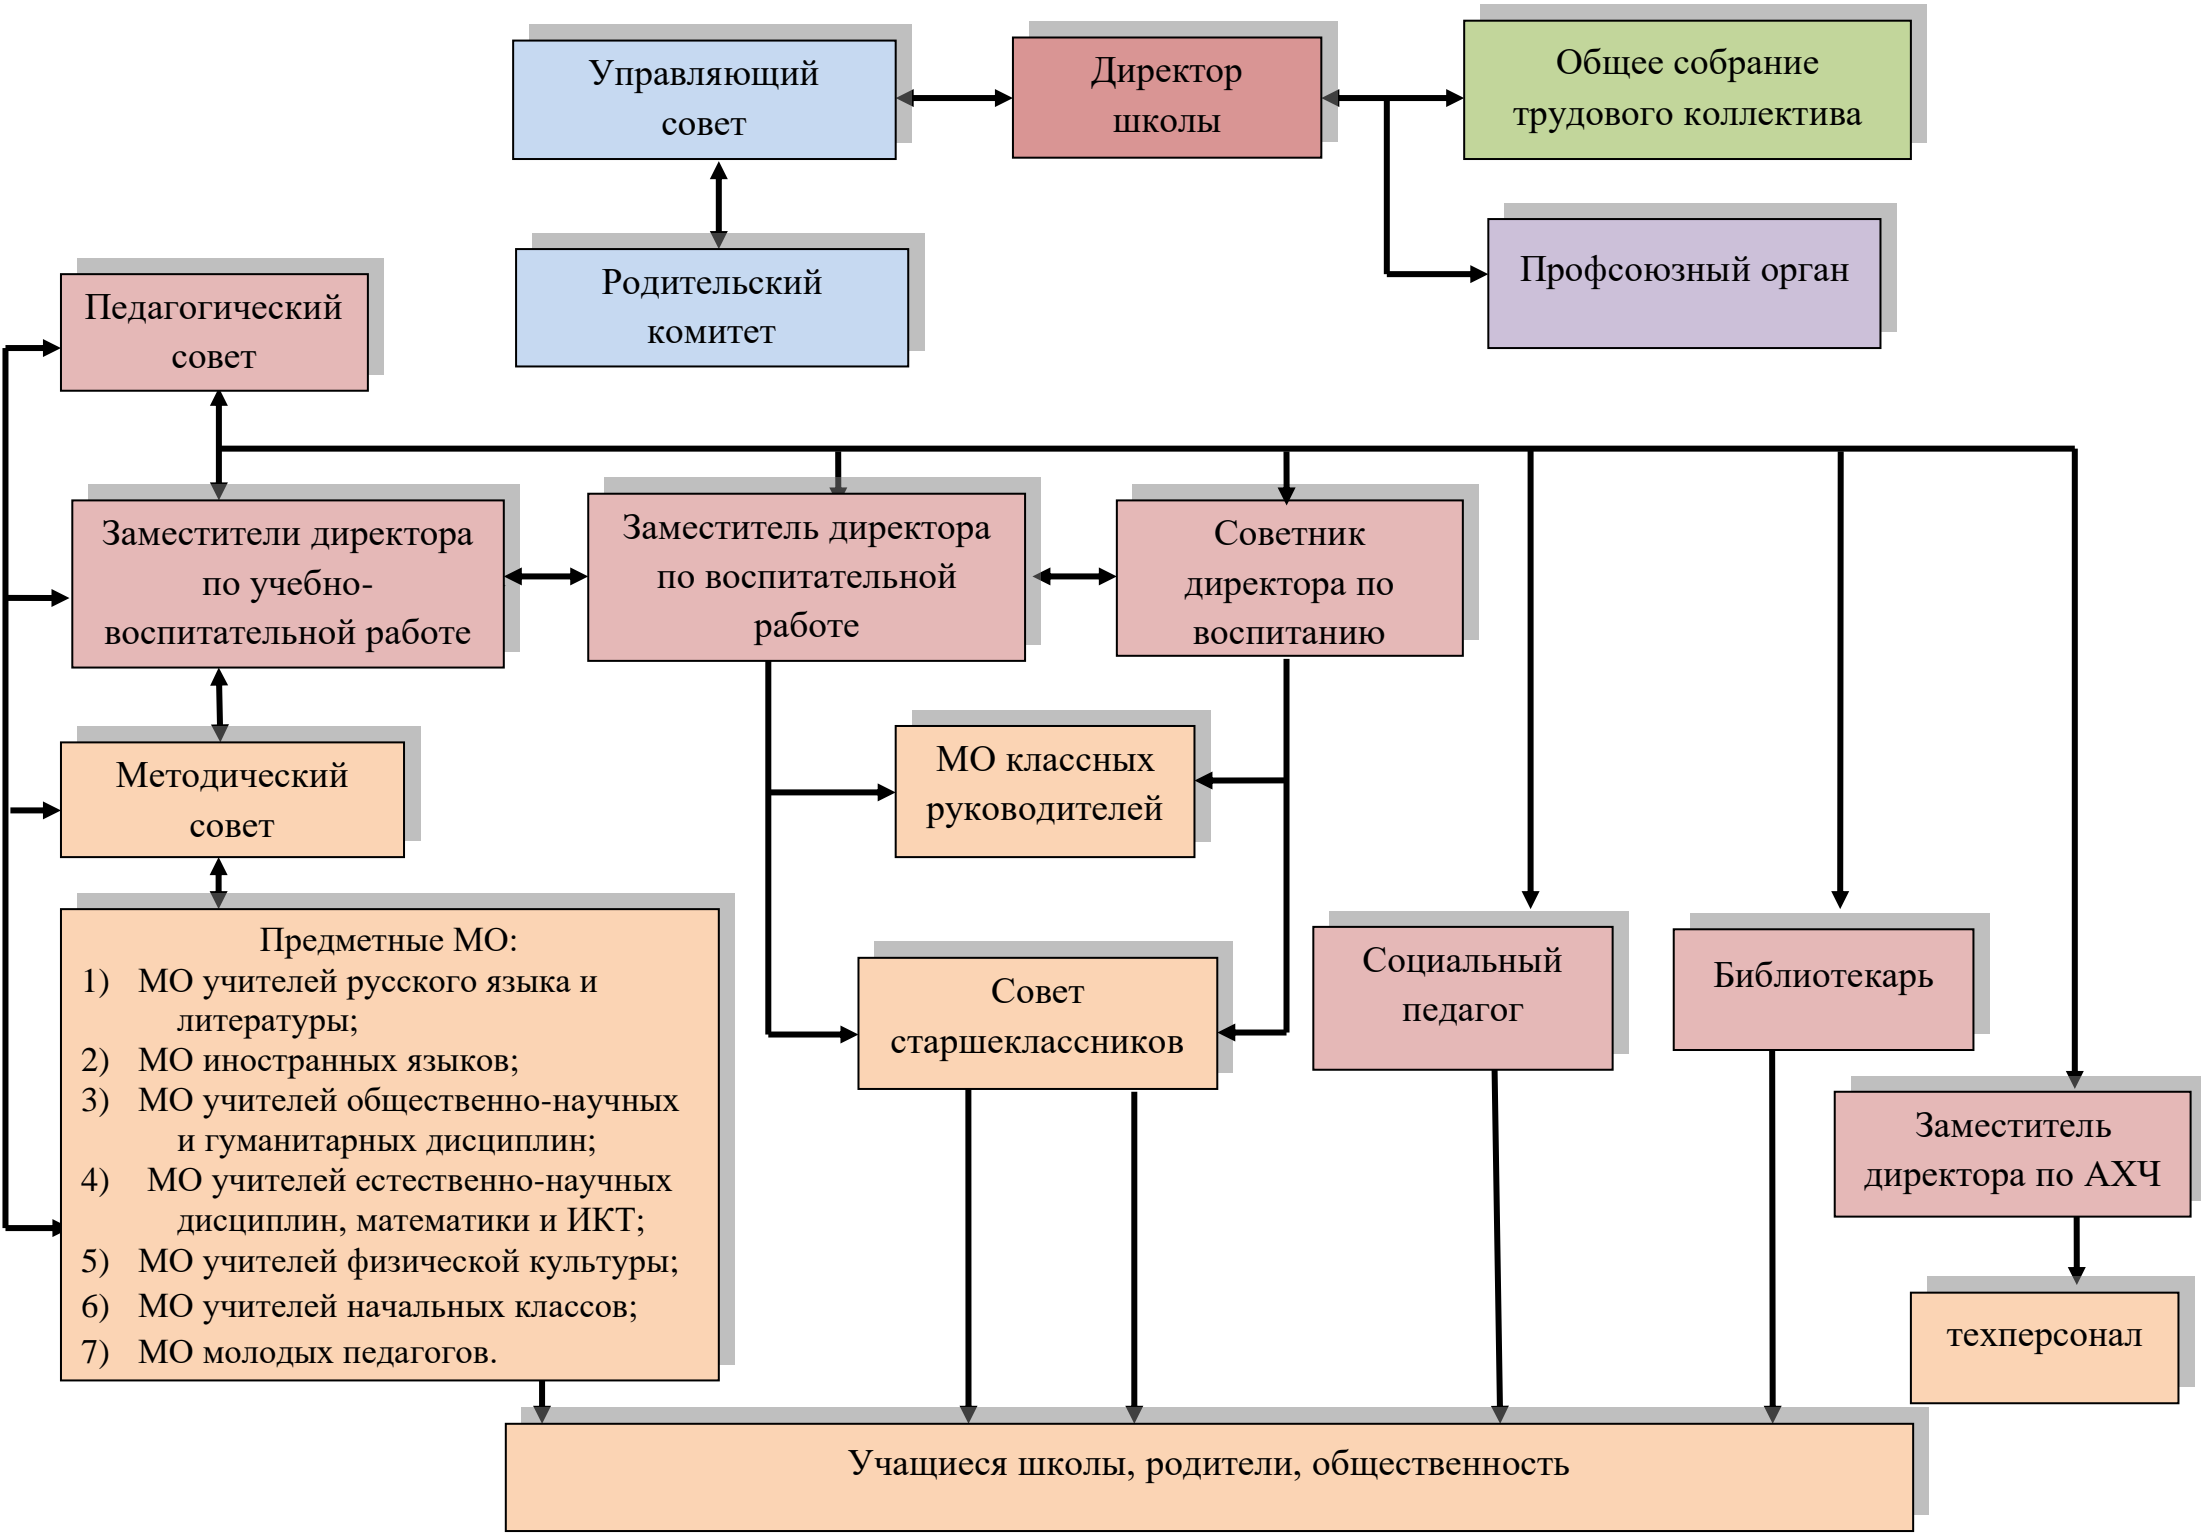 Управляющий
совет
Директор
школы
Общее собрание
трудового коллектива
Родительский
комитет
Профсоюзный орган
Педагогический
совет
Заместители директора
по учебно-
воспитательной работе
Заместитель директора
по воспитательной
работе
Советник
директора по
воспитанию
Методический
совет
МО классных
руководителей
Предметные МО:
1) МО учителей русского языка и
литературы;
2) МО иностранных языков;
3) МО учителей общественно-научных
и гуманитарных дисциплин;
4) МО учителей естественно-научных
дисциплин, математики и ИКТ;
5) МО учителей физической культуры;
6) МО учителей начальных классов;
7) МО молодых педагогов.
Совет
старшеклассников
Социальный
педагог
Библиотекарь
Заместитель
директора по АХЧ
техперсонал
Учащиеся школы, родители, общественность